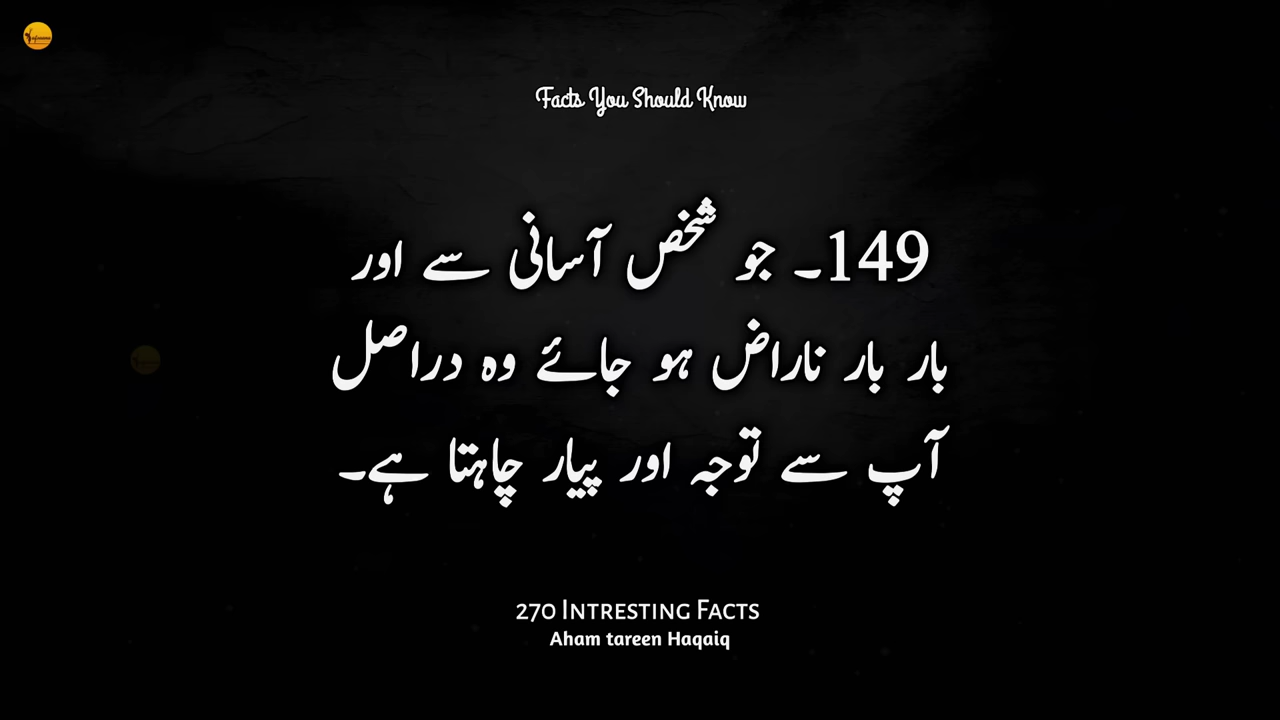 Facts You Should Know
149۔ جو شخص آسانی سے اور
بار بار ناراض ہو جائے وہ دراصل
آپ سے توجہ اور پیار چاہتا ہے۔
270 Intresting Facts
Aham tareen Haqaiq